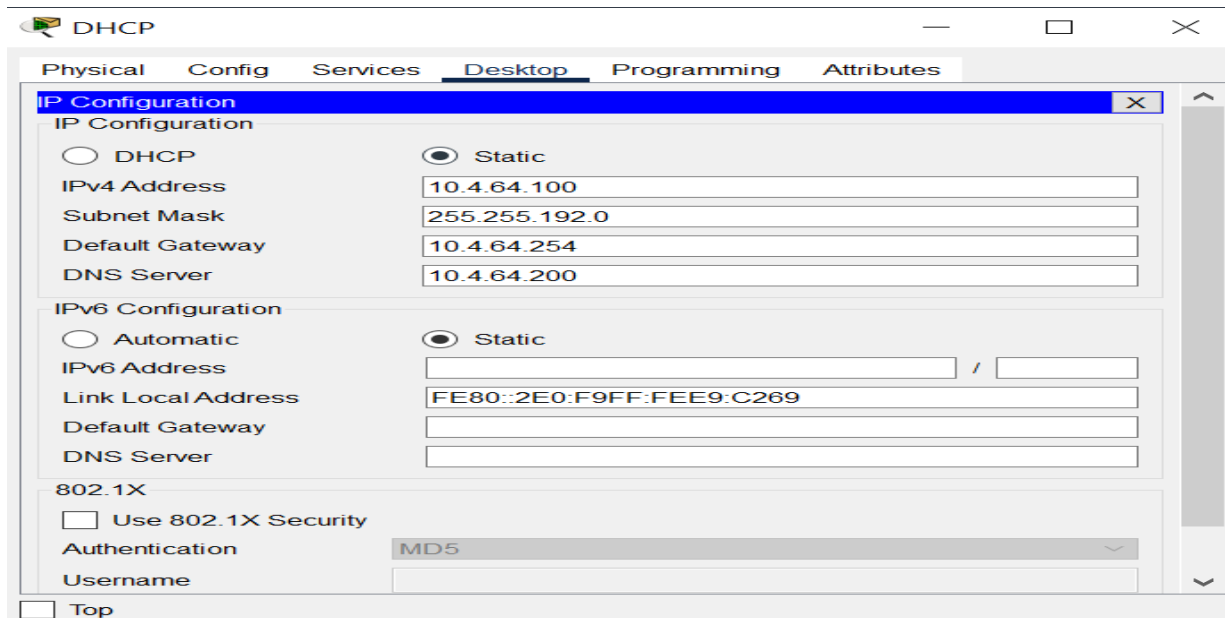 DHCP
Physical Config Services Desktop Programming Attributes
IP Configuration X
IP Configuration
DHCP Static
IPv4 Address 10.4.64.100
Subnet Mask 255.255.192.0
Default Gateway 10.4.64.254
DNS Server 10.4.64.200
IPv6 Configuration
Automatic Static
IPv6 Address /
Link Local Address FE80::2E0:F9FF:FEE9:C269
Default Gateway
DNS Server
802.1X
Use 802.1X Security
Authentication MD5
Username
Top